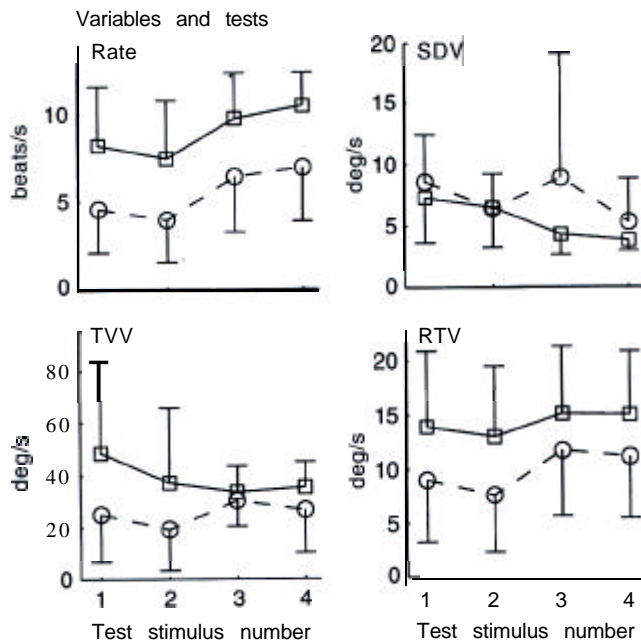 Variables and tests
Rate
10
5
0
beats/s
SDV
20
15
10
5
0
deg/s
TVV
80
60
40
20
0
deg/s
1 2 3 4
Test stimulus number
RTV
20
15
10
5
0
deg/s
1 2 3 4
Test stimulus number